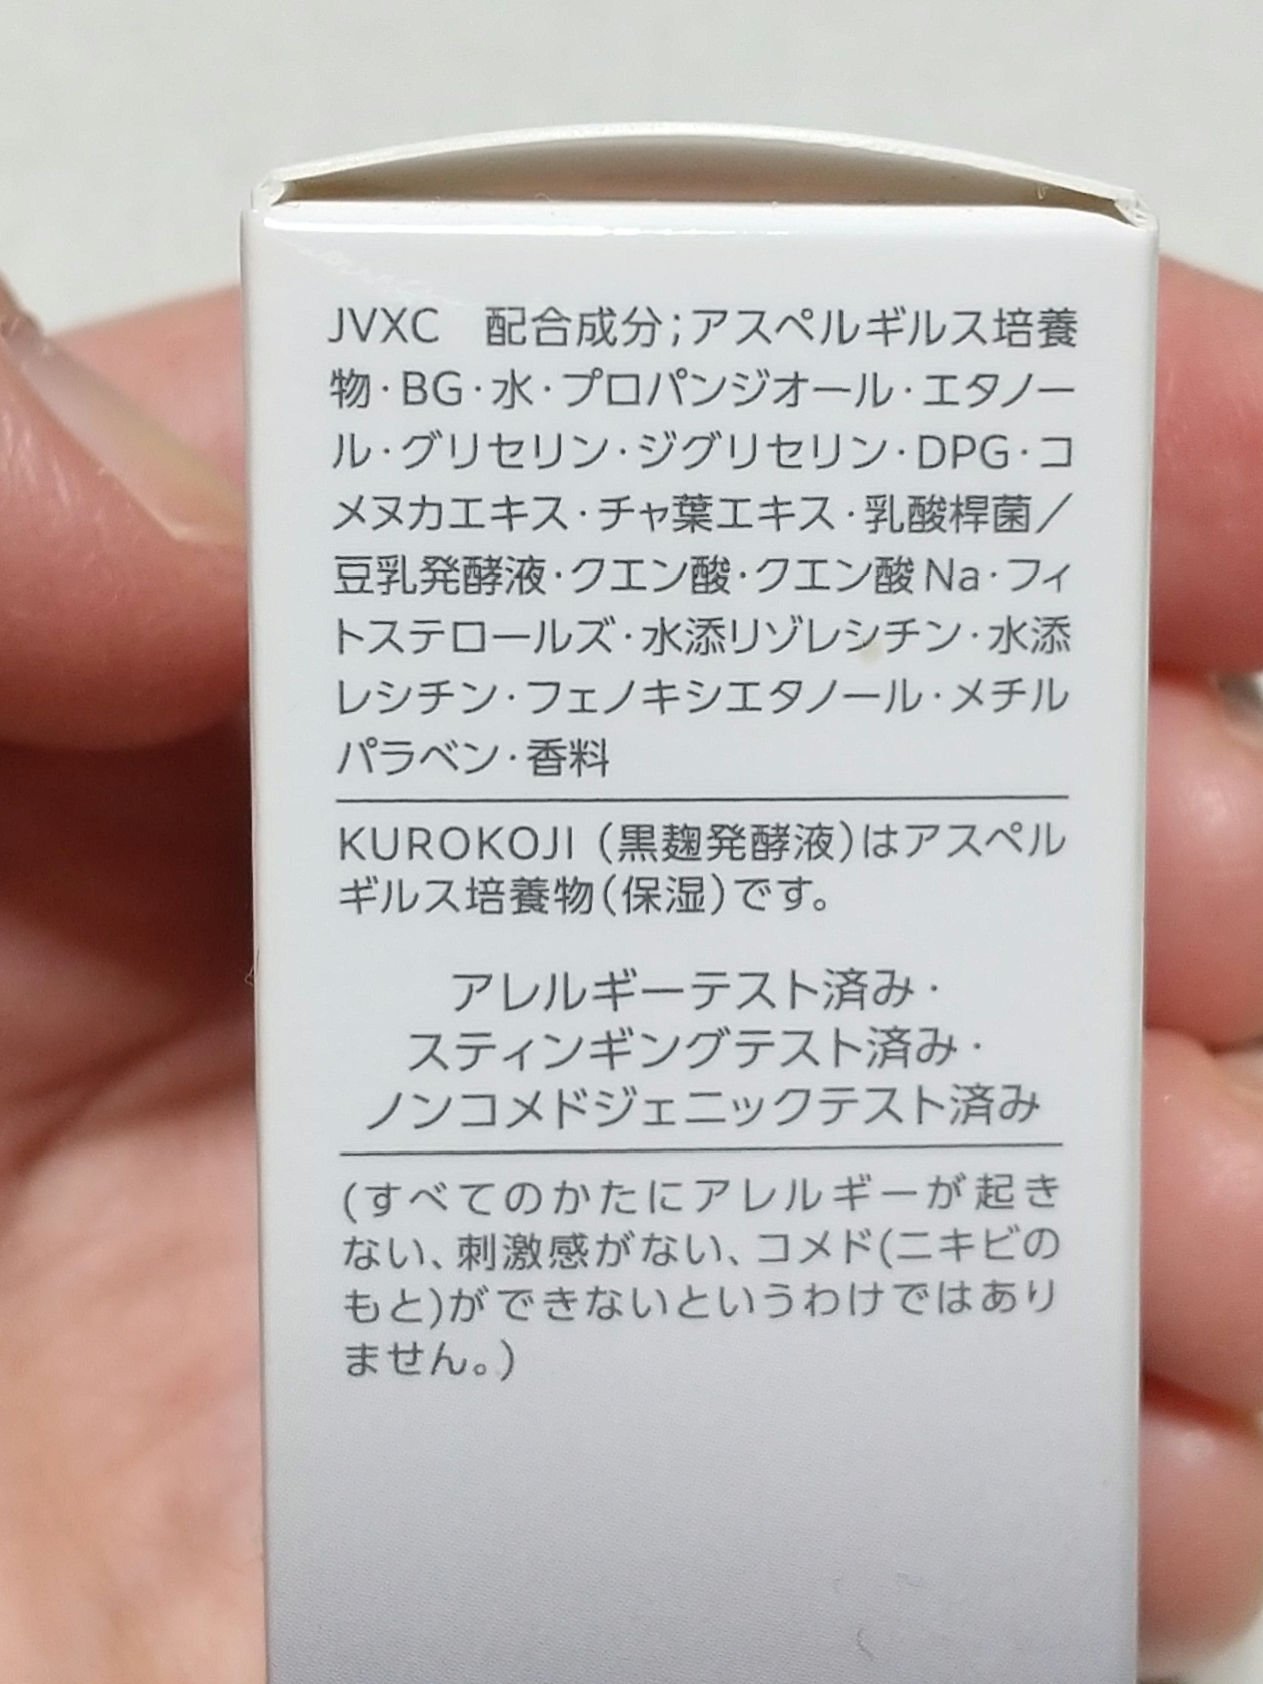 JVXC　配合成分;アスペルギルス培養
物・BG・水・プロパンジオール・エタノー
ル・グリセリン・ジグリセリン・DPG・コ
メヌカエキス・チャ葉エキス・乳酸桿菌／
豆乳発酵液・クエン酸・クエン酸Na・フィ
トステロールズ・水添リゾレシチン・水添
レシチン・フェノキシエタノール・メチル
パラベン・香料
KUROKOJI（黒麹発酵液）はアスペル
ギルス培養物（保湿）です。
アレルギーテスト済み・
スティンギングテスト済み・
ノンコメドジェニックテスト済み
(すべてのかたにアレルギーが起き
ない、刺激感がない、コメド(ニキビの
もと)ができないというわけではあり
ません。)